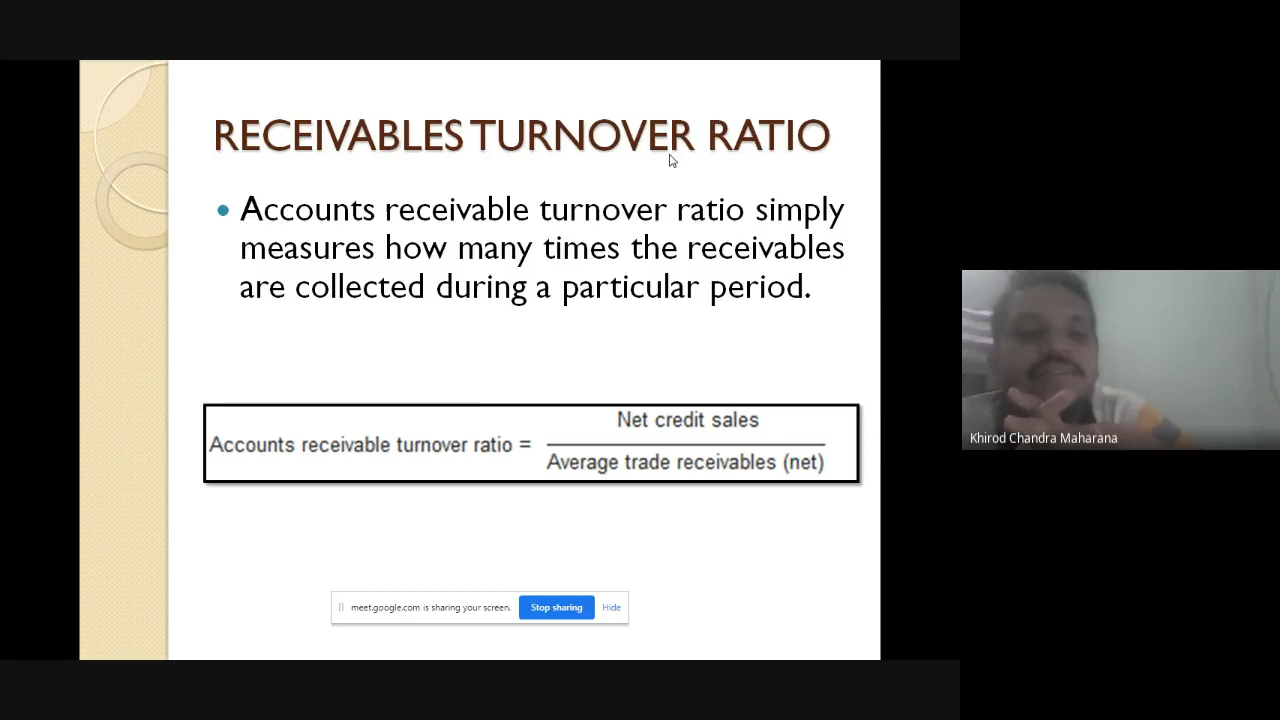 RECEIVABLES TURNOVER RATIO
Accounts receivable turnover ratio simply
measures how many times the receivables
are collected during a particular period.
Accounts receivable turnover ratio =
Net credit sales
Average trade receivables (net)
Khirod Chandra Maharana
meet.google.com is sharing your screen. Stop sharing Hide